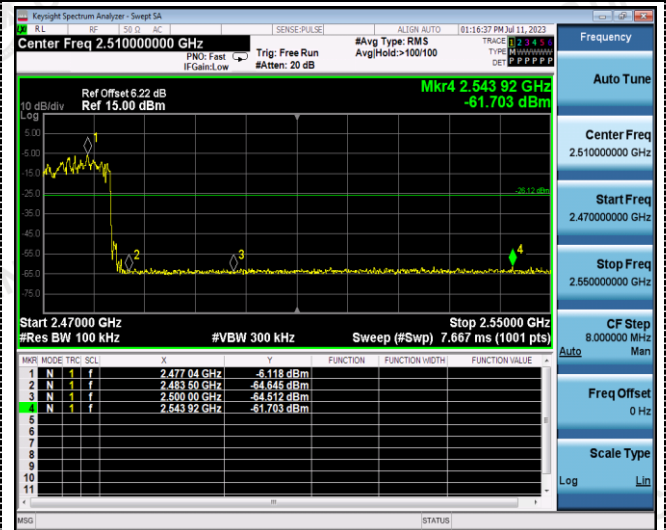 Keysight Spectrum Analyzer - Swept SA
RL RF 50 Ω AC SENSE:PULSE ALIGN AUTO 01:16:37 PM Jul 11, 2023
Center Freq 2.510000000 GHz #Avg Type: RMS TRACE 1 2 3 4 5 6
PNO: Fast Trig: Free Run Avg|Hold:>100/100 TYPE M WWWWW
IFGain:Low #Atten: 20 dB DET P P P P P P
Mkr4 2.543 92 GHz
-61.703 dBm
Ref Offset 6.22 dB
10 dB/div Ref 15.00 dBm
Log
5.00
-5.00
-15.0
-25.0
-35.0
-45.0
-55.0
-65.0
-75.0
1
2
3
4
-26.12 dBm
Start 2.47000 GHz Stop 2.55000 GHz
#Res BW 100 kHz #VBW 300 kHz Sweep (#Swp) 7.667 ms (1001 pts)
MKR MODE TRC SCL X Y FUNCTION FUNCTION WIDTH FUNCTION VALUE
1 N 1 f 2.477 04 GHz -6.118 dBm
2 N 1 f 2.483 50 GHz -64.645 dBm
3 N 1 f 2.500 00 GHz -64.512 dBm
4 N 1 f 2.543 92 GHz -61.703 dBm
5
6
7
8
9
10
11
MSG STATUS
Frequency
Auto Tune
Center Freq
2.510000000 GHz
Start Freq
2.470000000 GHz
Stop Freq
2.550000000 GHz
CF Step
8.000000 MHz
Auto Man
Freq Offset
0 Hz
Scale Type
Log Lin